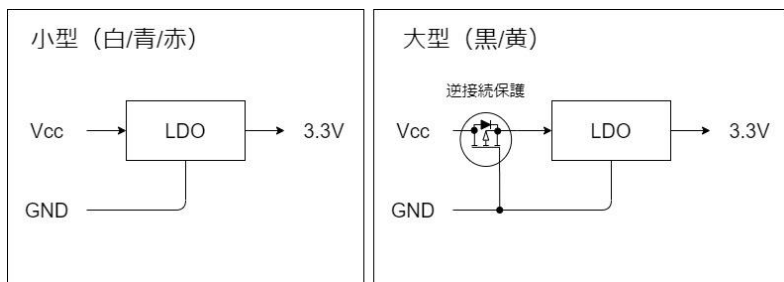 小型（白/青/赤）
Vcc
LDO
3.3V
GND
大型（黒/黄）
逆接続保護
Vcc
LDO
3.3V
GND